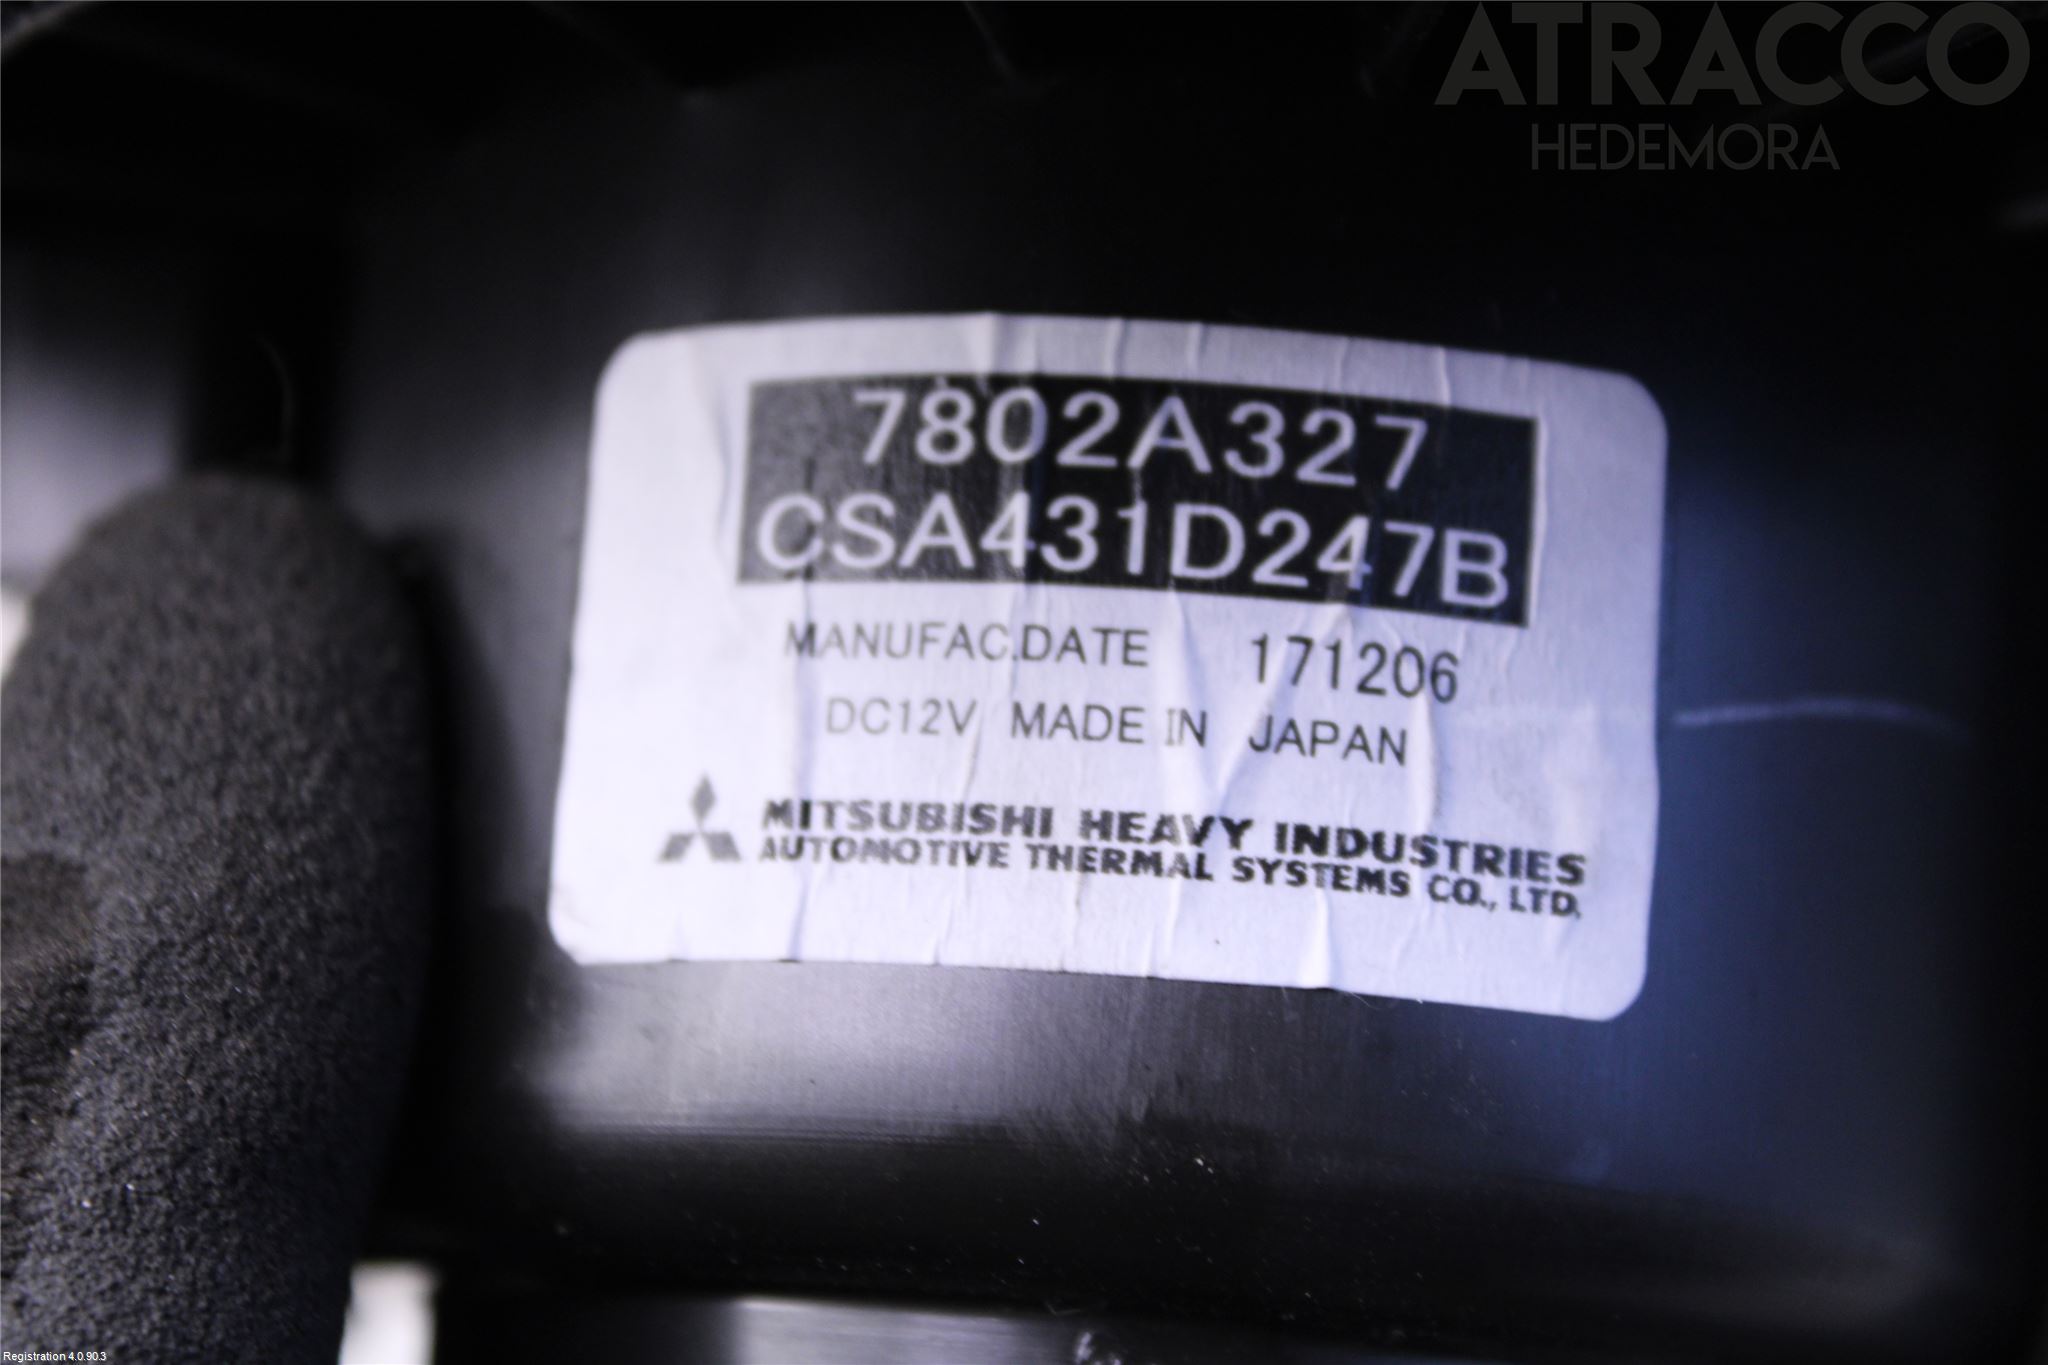 ATRACCO
HEDEMORA
7802A327
CSA431D247B
MANUFAC.DATE 171206
DC12V MADE IN JAPAN
MITSUBISHI HEAVY INDUSTRIES
AUTOMOTIVE THERMAL SYSTEMS CO., LTD.
Registration 4.0.90.3